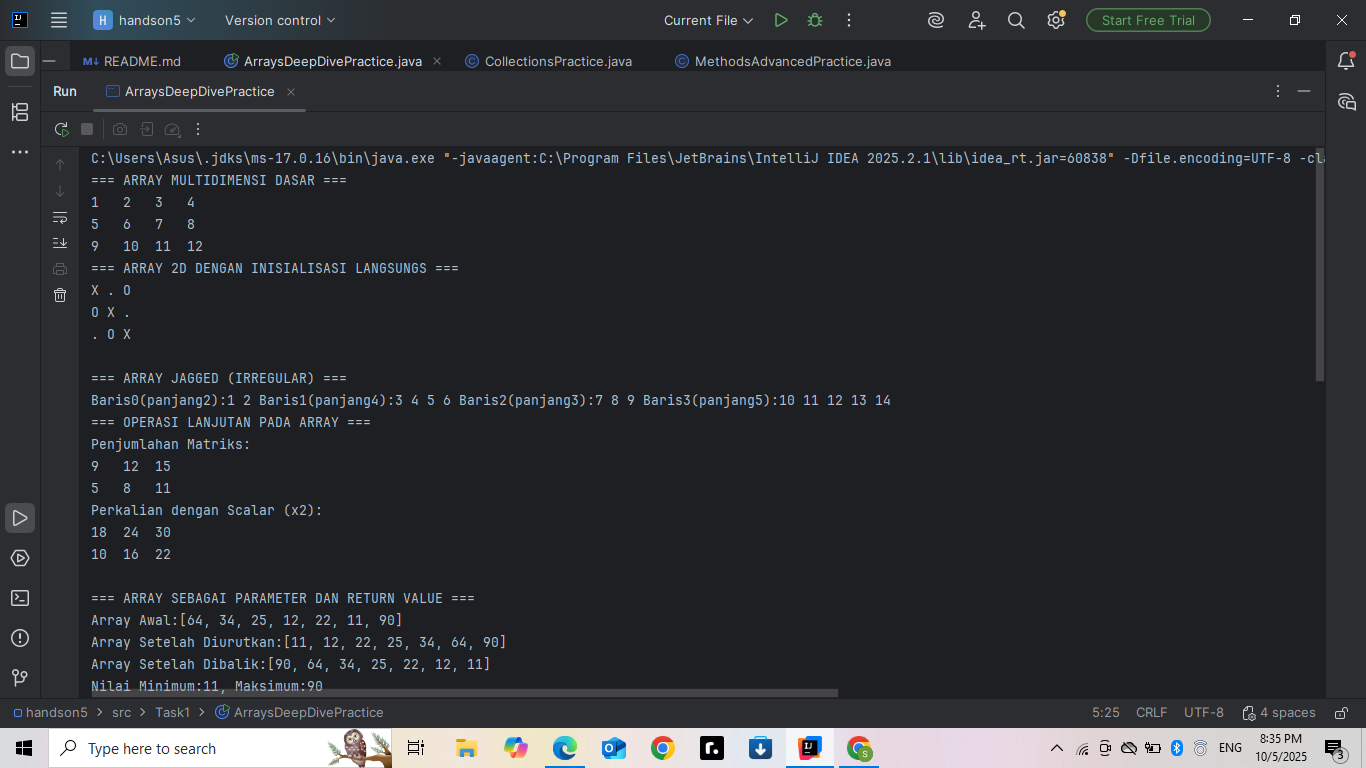 handson5 Version control Current File Start Free Trial
README.md ArraysDeepDivePractice.java CollectionsPractice.java MethodsAdvancedPractice.java
Run ArraysDeepDivePractice
C:\Users\Asus\.jdks\ms-17.0.16\bin\java.exe "-javaagent:C:\Program Files\JetBrains\IntelliJ IDEA 2025.2.1\lib\idea_rt.jar=60838" -Dfile.encoding=UTF-8 -cl
=== ARRAY MULTIDIMENSI DASAR ===
1 2 3 4
5 6 7 8
9 10 11 12
=== ARRAY 2D DENGAN INISIALISASI LANGSUNGS ===
X . O
O X .
. O X
=== ARRAY JAGGED (IRREGULAR) ===
Baris0(panjang2):1 2 Baris1(panjang4):3 4 5 6 Baris2(panjang3):7 8 9 Baris3(panjang5):10 11 12 13 14
=== OPERASI LANJUTAN PADA ARRAY ===
Penjumlahan Matriks:
9 12 15
5 8 11
Perkalian dengan Scalar (x2):
18 24 30
10 16 22
=== ARRAY SEBAGAI PARAMETER DAN RETURN VALUE ===
Array Awal:[64, 34, 25, 12, 22, 11, 90]
Array Setelah Diurutkan:[11, 12, 22, 25, 34, 64, 90]
Array Setelah Dibalik:[90, 64, 34, 25, 22, 12, 11]
Nilai Minimum:11, Maksimum:90
handson5 > src > Task1 > ArraysDeepDivePractice 5:25 CRLF UTF-8 4 spaces
Type here to search ENG 8:35 PM
10/5/2025 3